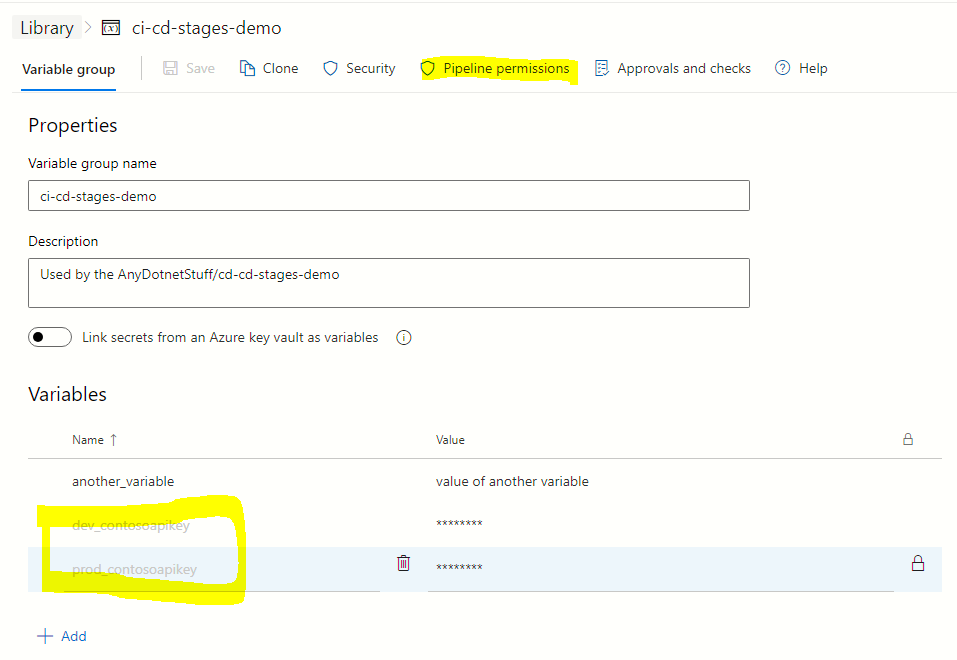 Library > ci-cd-stages-demo
Variable group Save Clone Security Pipeline permissions Approvals and checks Help
Properties
Variable group name
ci-cd-stages-demo
Description
Used by the AnyDotnetStuff/cd-cd-stages-demo
Link secrets from an Azure key vault as variables
Variables
Name ↑ Value
another_variable value of another variable
dev_contosoapikey ********
prod_contosoapikey ********
+ Add